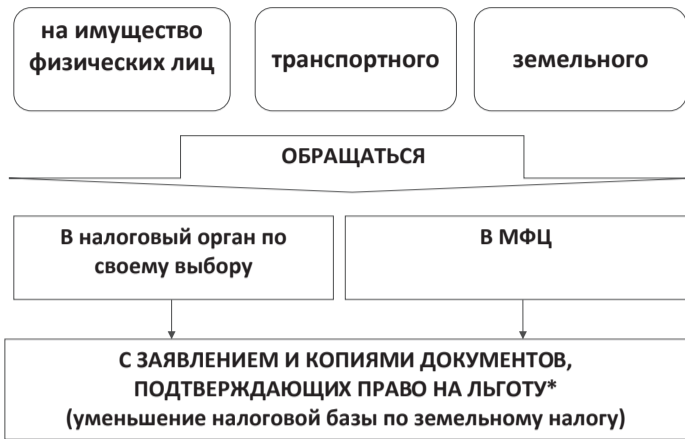 на имущество
физических лиц
транспортного
земельного
ОБРАЩАТЬСЯ
В налоговый орган по
своему выбору
В МФЦ
С ЗАЯВЛЕНИЕМ И КОПИЯМИ ДОКУМЕНТОВ,
ПОДТВЕРЖДАЮЩИХ ПРАВО НА ЛЬГОТУ*
(уменьшение налоговой базы по земельному налогу)